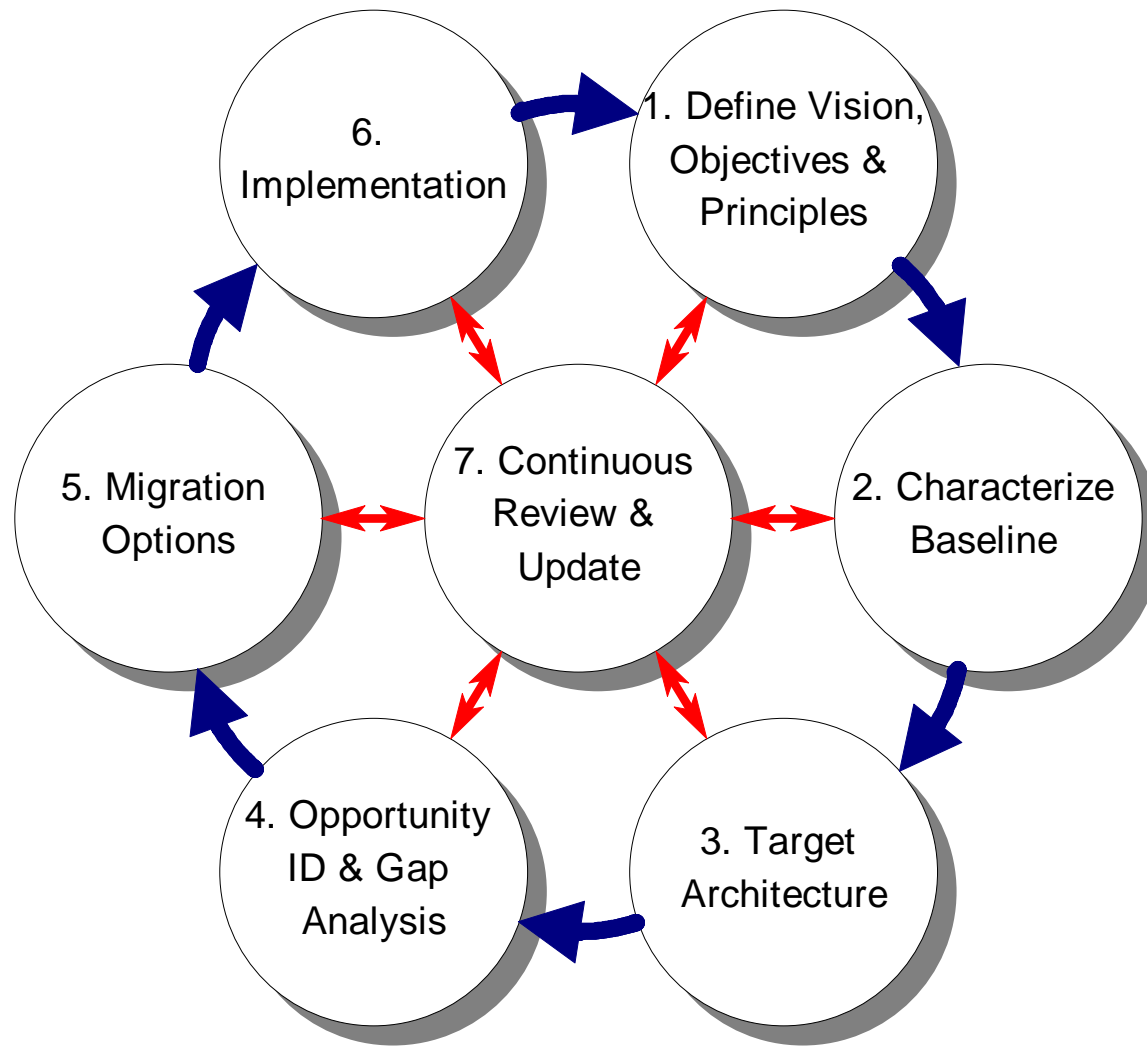 1. Define Vision,
Objectives &
Principles
2. Characterize
Baseline
3. Target
Architecture
4. Opportunity
ID & Gap
Analysis
5. Migration
Options
6.
Implementation
7. Continuous
Review &
Update